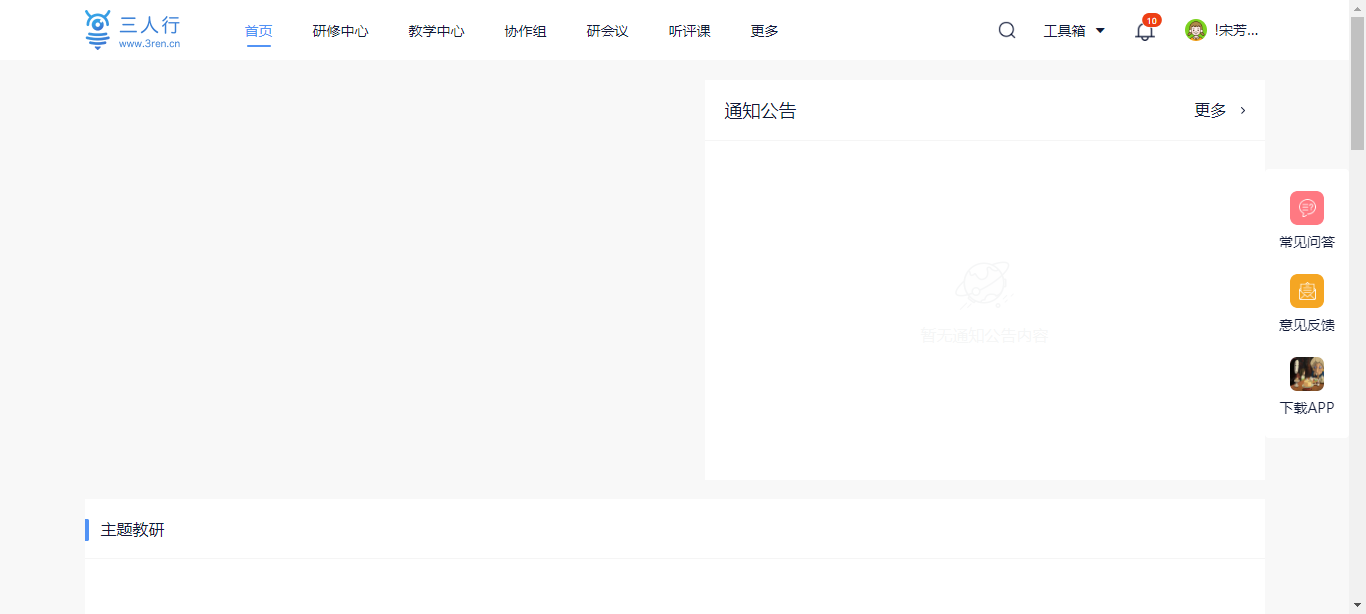 三人行
www.3ren.cn
首页 研修中心 教学中心 协作组 研会议 听评课 更多
工具箱 10 !宋芳...
通知公告 更多
暂无通知公告内容
常见问答
意见反馈
下载APP
主题教研